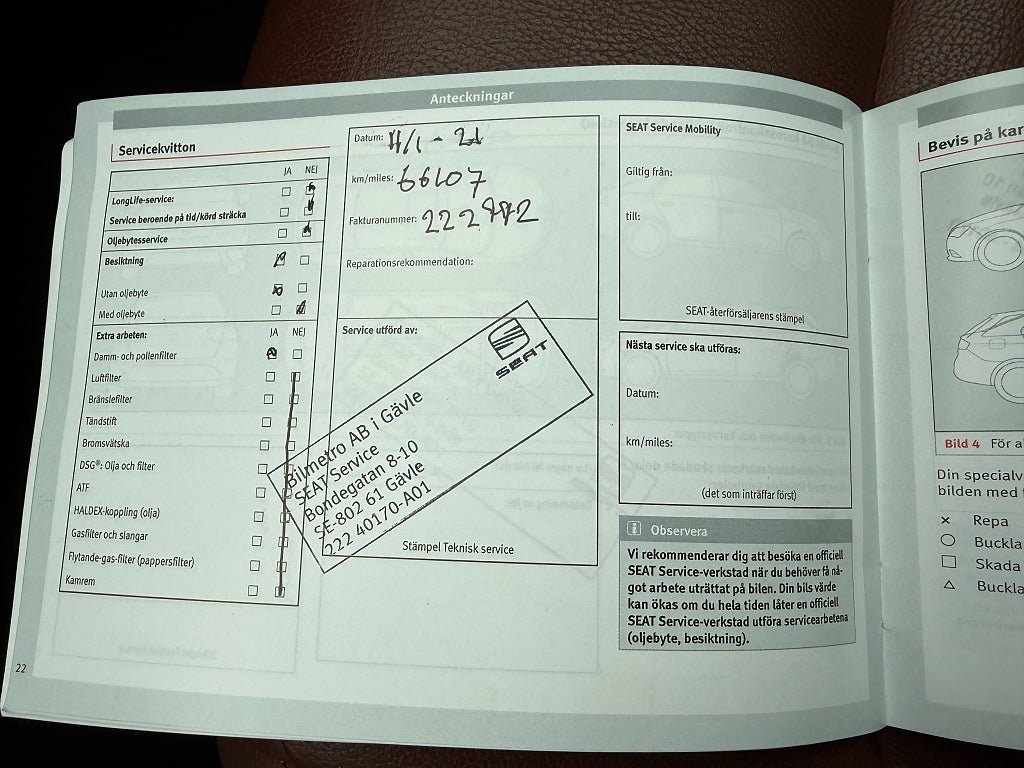 Anteckningar
Servicekvitton
JA NEJ
LongLife-service:
Service beroende på tid/körd sträcka
Oljebytesservice
Besiktning
Utan oljebyte
Med oljebyte
Extra arbeten: JA NEJ
Damm- och pollenfilter
Luftfilter
Bränslefilter
Tändstift
Bromsvätska
DSG®: Olja och filter
ATF
HALDEX-koppling (olja)
Gasfilter och slangar
Flytande-gas-filter (pappersfilter)
Kamrem
22
Datum:
km/miles: 66107
Fakturanummer:
Reparationsrekommendation:
Service utförd av:
SEAT
Bilmetro AB i Gävle
SEAT Service
Bondegatan 8-10
SE-802 61 Gävle
222 40170-A01
Stämpel Teknisk service
SEAT Service Mobility
Giltig från:
till:
SEAT-återförsäljarens stämpel
Nästa service ska utföras:
Datum:
km/miles:
(det som inträffar först)
Observera
Vi rekommenderar dig att besöka en officiell
SEAT Service-verkstad när du behöver få nå-
got arbete uträttat på bilen. Din bils värde
kan ökas om du hela tiden låter en officiell
SEAT Service-verkstad utföra servicearbetena
(oljebyte, besiktning).
Bevis på kar
Bild 4 För a
Din specialv
bilden med
× Repa
Buckla
Skada
Buckla